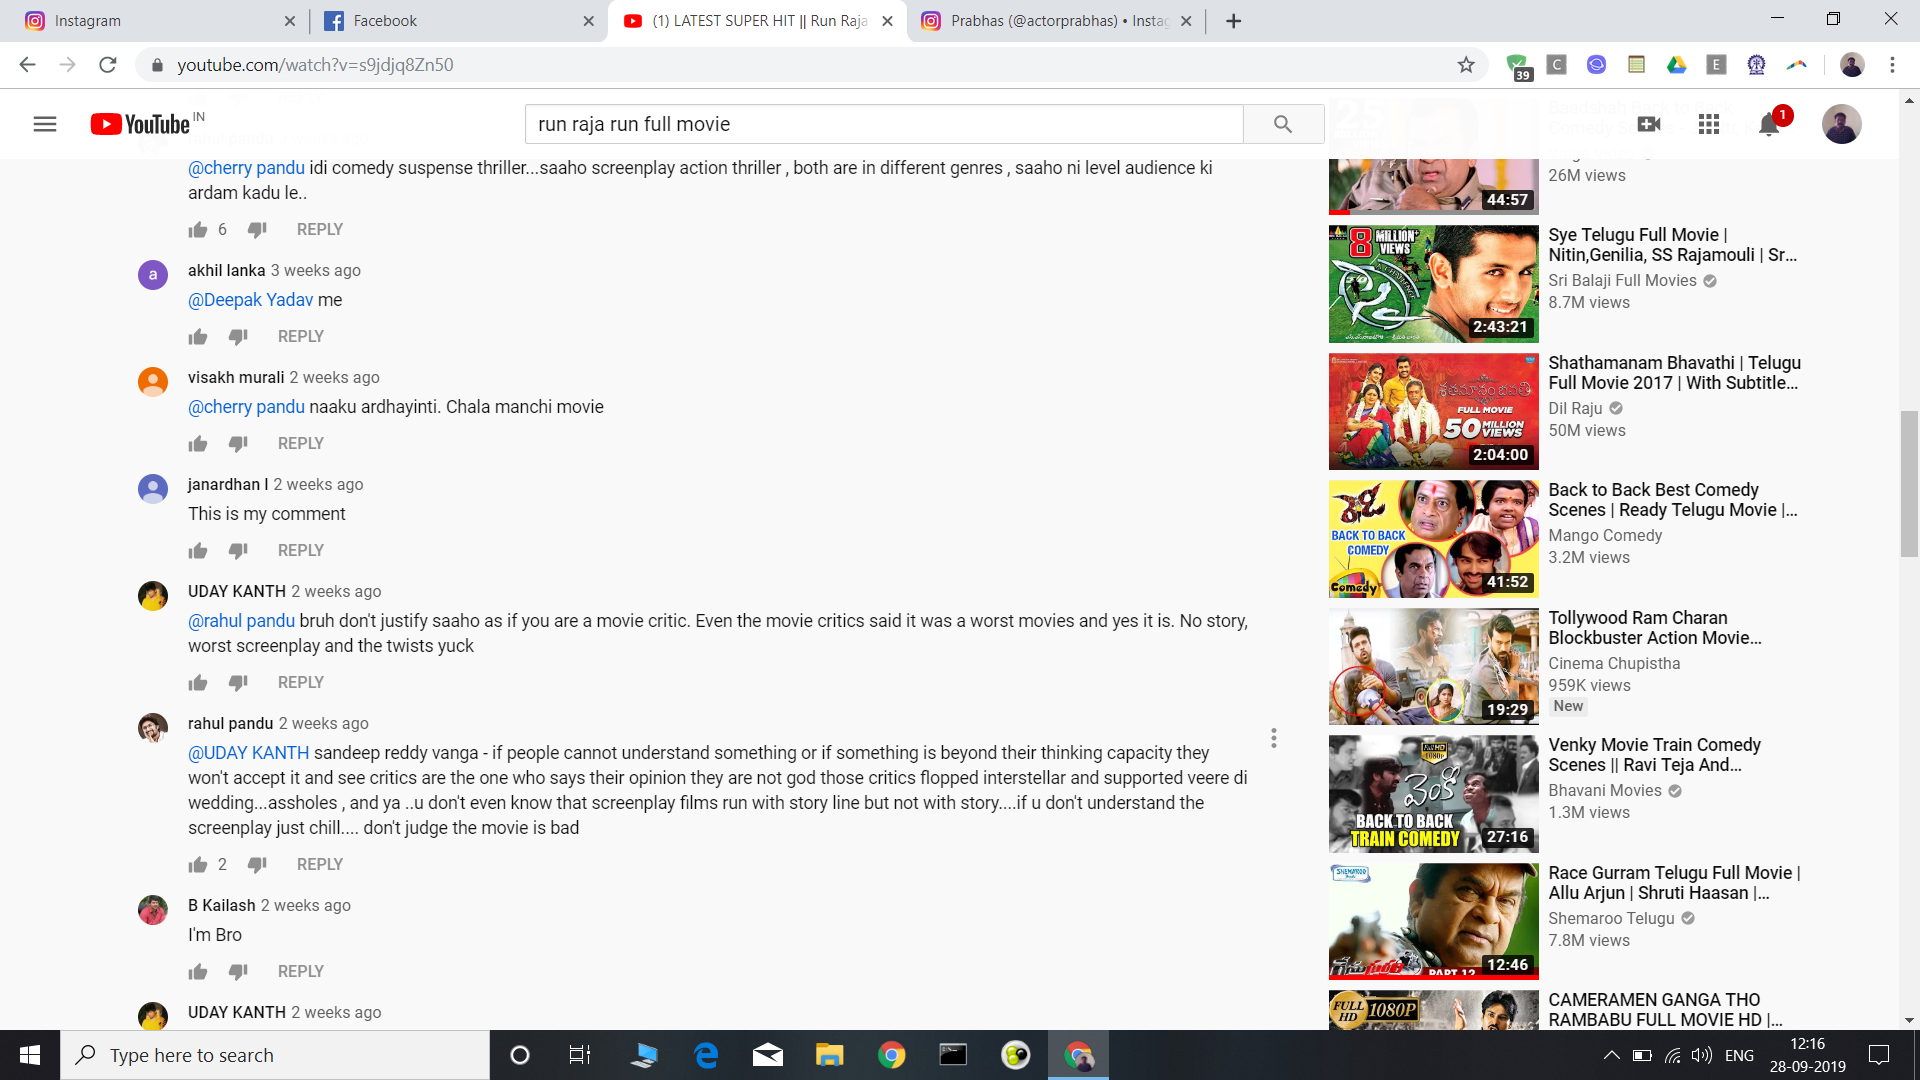 Instagram
Facebook
(1) LATEST SUPER HIT || Run Raja
Prabhas (@actorprabhas) • Instag
youtube.com/watch?v=s9jdjq8Zn50
39
YouTube IN
run raja run full movie
1
@cherry pandu idi comedy suspense thriller...saaho screenplay action thriller , both are in different genres , saaho ni level audience ki
ardam kadu le..
6 REPLY
a akhil lanka 3 weeks ago
@Deepak Yadav me
REPLY
visakh murali 2 weeks ago
@cherry pandu naaku ardhayinti. Chala manchi movie
REPLY
janardhan I 2 weeks ago
This is my comment
REPLY
UDAY KANTH 2 weeks ago
@rahul pandu bruh don't justify saaho as if you are a movie critic. Even the movie critics said it was a worst movies and yes it is. No story,
worst screenplay and the twists yuck
REPLY
rahul pandu 2 weeks ago
@UDAY KANTH sandeep reddy vanga - if people cannot understand something or if something is beyond their thinking capacity they
won't accept it and see critics are the one who says their opinion they are not god those critics flopped interstellar and supported veere di
wedding...assholes , and ya ..u don't even know that screenplay films run with story line but not with story....if u don't understand the
screenplay just chill.... don't judge the movie is bad
2 REPLY
B Kailash 2 weeks ago
I'm Bro
REPLY
UDAY KANTH 2 weeks ago
26M views
44:57
8 MILLION+
VIEWS
2:43:21
Sye Telugu Full Movie |
Nitin,Genilia, SS Rajamouli | Sr...
Sri Balaji Full Movies
8.7M views
శతమానం భవతి
FULL MOVIE
50 MILLION
VIEWS
2:04:00
Shathamanam Bhavathi | Telugu
Full Movie 2017 | With Subtitle...
Dil Raju
50M views
రెడీ
BACK TO BACK
COMEDY
Comedy
41:52
Back to Back Best Comedy
Scenes | Ready Telugu Movie |...
Mango Comedy
3.2M views
19:29
Tollywood Ram Charan
Blockbuster Action Movie...
Cinema Chupistha
959K views
New
Full HD
1080P
వెంకీ
BACK TO BACK
TRAIN COMEDY
27:16
Venky Movie Train Comedy
Scenes || Ravi Teja And...
Bhavani Movies
1.3M views
SHEMAROO
రేసుగుర్రం
PART 12
12:46
Race Gurram Telugu Full Movie |
Allu Arjun | Shruti Haasan |...
Shemaroo Telugu
7.8M views
FULL
HD 1080P
CAMERAMEN GANGA THO
RAMBABU FULL MOVIE HD |...
Type here to search
ENG
12:16
28-09-2019